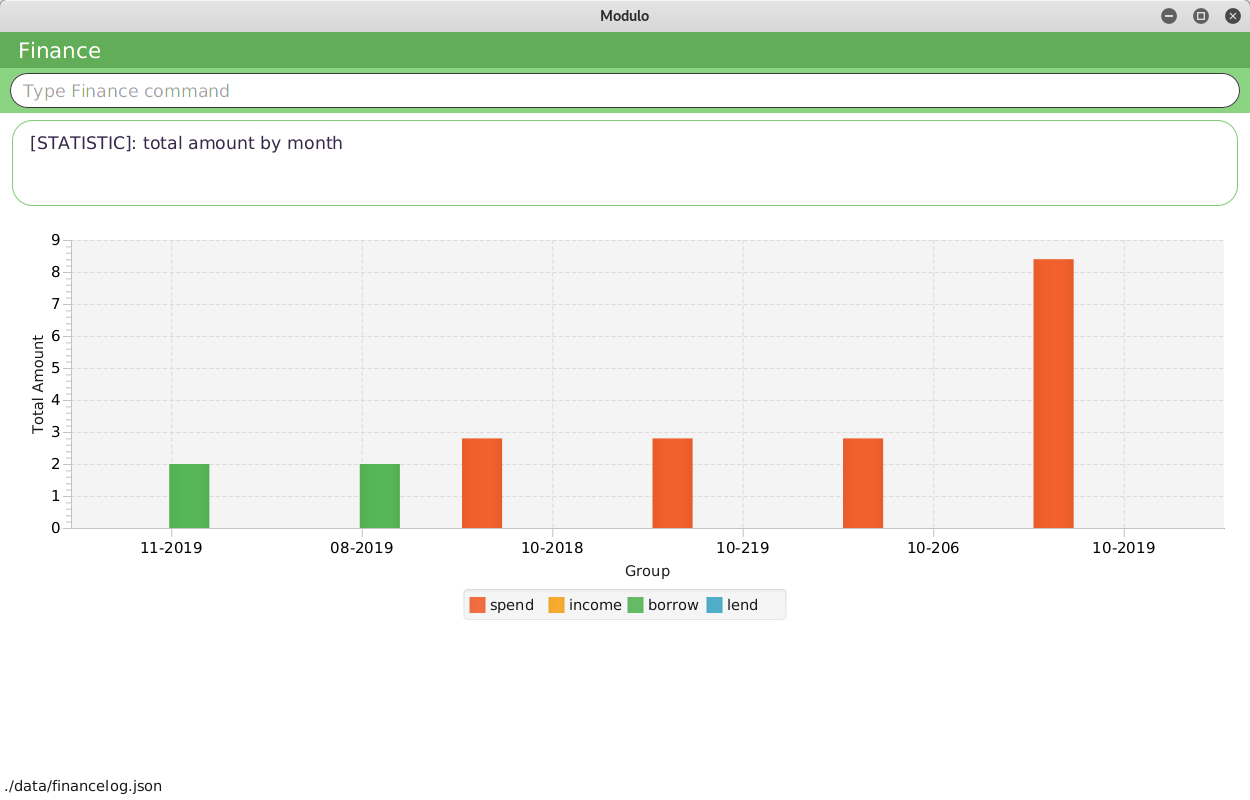 Modulo
Finance
Type Finance command
[STATISTIC]: total amount by month
9
8
7
6
5
4
3
2
1
0
Total Amount
11-2019 08-2019 10-2018 10-219 10-206 10-2019
Group
spend income borrow lend
./data/financelog.json